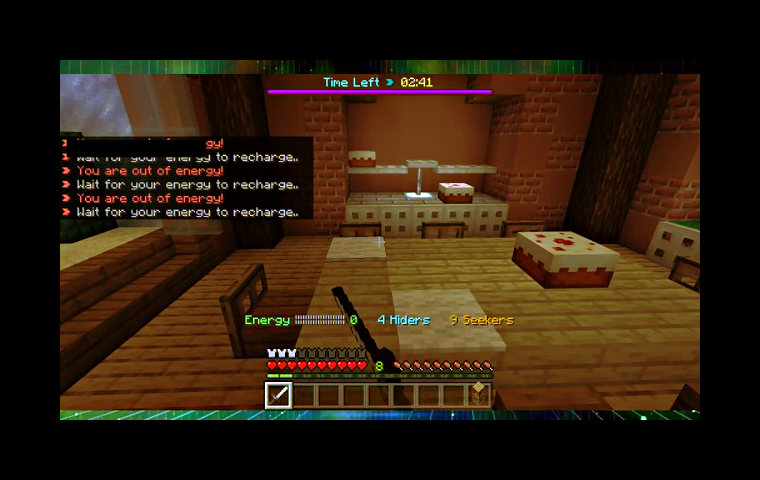 Time Left » 02:41
gy!
Wait for your energy to recharge..
» You are out of energy!
» Wait for your energy to recharge..
» You are out of energy!
» Wait for your energy to recharge..
Energy 0 4 Hiders 9 Seekers
8